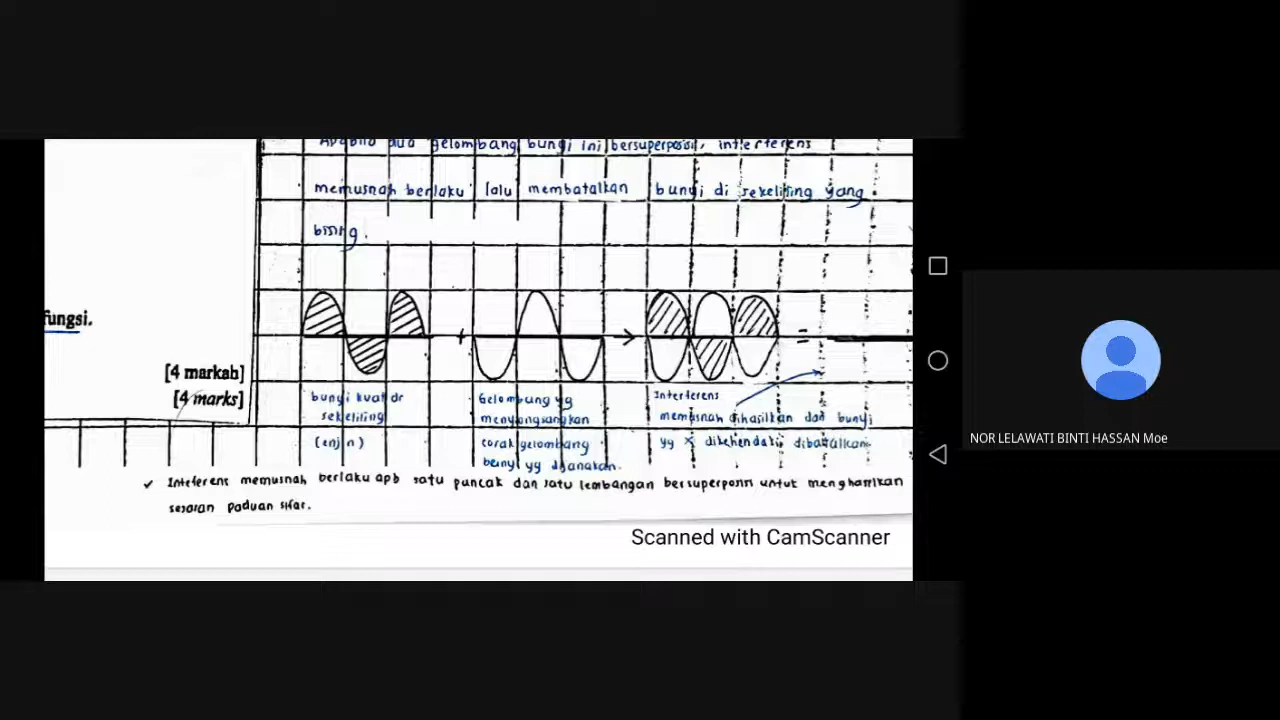 Apabila dua gelombang bunyi ini bersuperposisi, interferens
memusnah berlaku lalu membatalkan bunyi di sekeliling yang
bising.
fungsi.
[4 markah]
[4 marks]
+
=
bunyi kuat dr
sekeliling
(enjin)
Gelombang yg
menyongsangkan
corak gelombang
bunyi yg
Interferens
memusnah dihasilkan dan bunyi
yg x dikehendaki dibatalkan
✓ Interferens memusnah berlaku apb satu puncak dan satu lembangan bersuperposisi untuk menghasilkan
sesaran paduan sifar.
Scanned with CamScanner
NOR LELAWATI BINTI HASSAN Moe